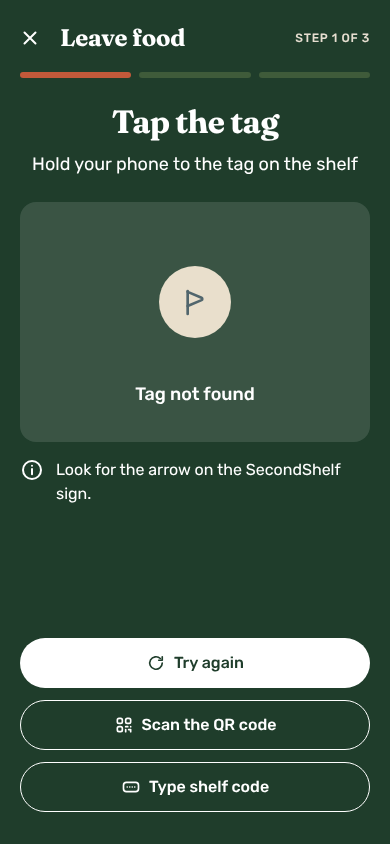 Leave food
STEP 1 OF 3
Tap the tag
Hold your phone to the tag on the shelf
Tag not found
Look for the arrow on the SecondShelf
sign.
Try again
Scan the QR code
Type shelf code